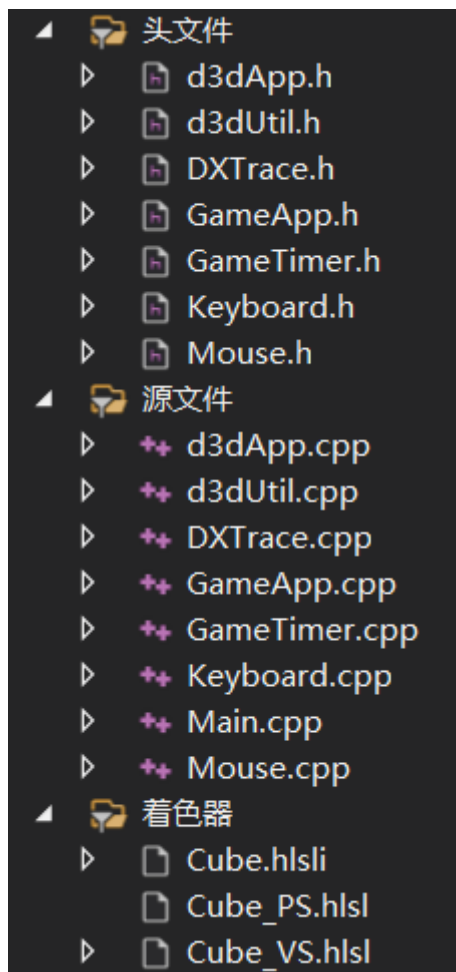 头文件
d3dApp.h
d3dUtil.h
DXTrace.h
GameApp.h
GameTimer.h
Keyboard.h
Mouse.h
源文件
d3dApp.cpp
d3dUtil.cpp
DXTrace.cpp
GameApp.cpp
GameTimer.cpp
Keyboard.cpp
Main.cpp
Mouse.cpp
着色器
Cube.hlsli
Cube_PS.hlsl
Cube_VS.hlsl